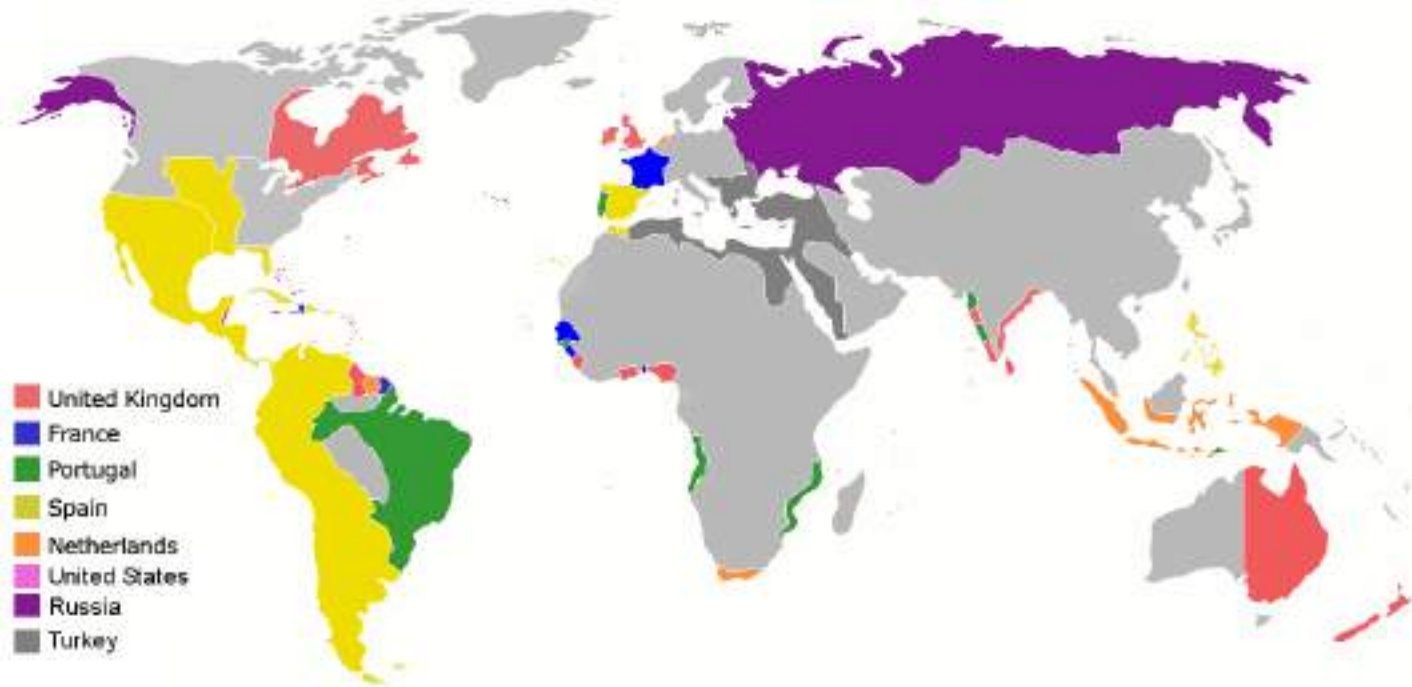 United Kingdom
France
Portugal
Spain
Netherlands
United States
Russia
Turkey